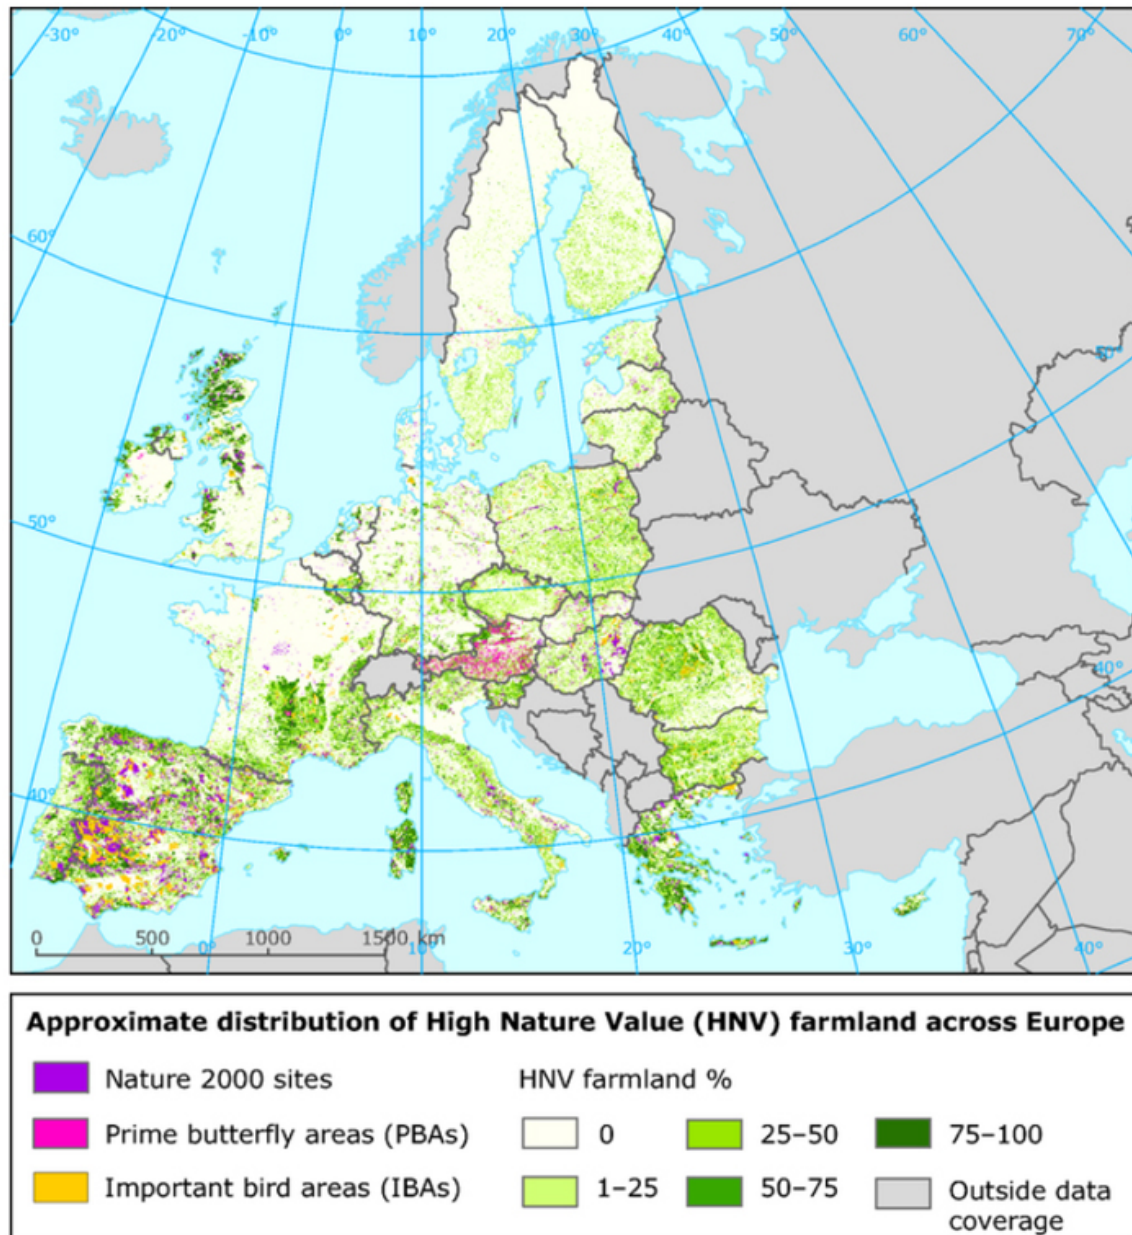 -30° -20° -10° 0° 10° 20° 30° 40° 50° 60° 70°
60°
50°
50°
40°
40°
0 500 1000 1500 km
0° 10° 20° 30° 40°
Approximate distribution of High Nature Value (HNV) farmland across Europe
Nature 2000 sites
Prime butterfly areas (PBAs)
Important bird areas (IBAs)
HNV farmland %
0
1–25
25–50
50–75
75–100
Outside data
coverage